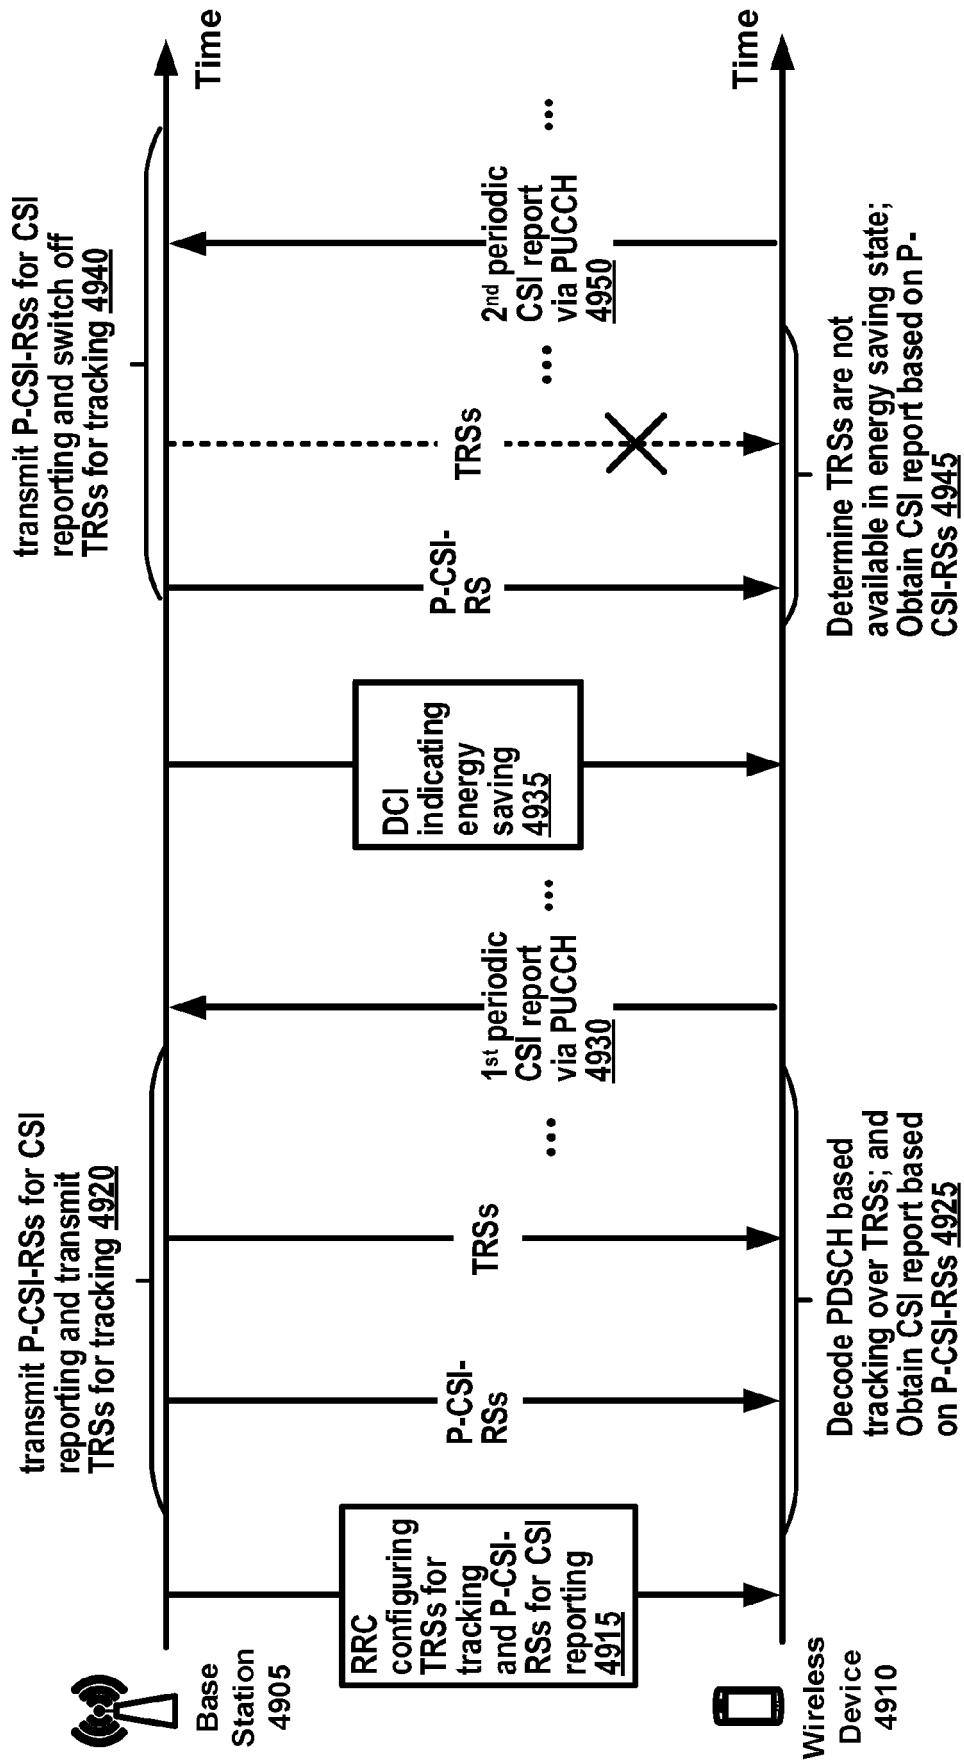 transmit P-CSI-RSs for CSI
reporting and transmit
TRSs for tracking 4920
transmit P-CSI-RSs for CSI
reporting and switch off
TRSs for tracking 4940
Base
Station
4905
Time
RRC
configuring
TRSs for
tracking
and P-CSI-
RSs for CSI
reporting
4915
P-CSI-
RSs
TRSs
...
1st periodic
CSI report
via PUCCH
4930
...
DCI
indicating
energy
saving
4935
P-CSI-
RS
TRSs
...
2nd periodic
CSI report
via PUCCH
4950
...
Wireless
Device
4910
Time
Decode PDSCH based
tracking over TRSs; and
Obtain CSI report based
on P-CSI-RSs 4925
Determine TRSs are not
available in energy saving state;
Obtain CSI report based on P-
CSI-RSs 4945